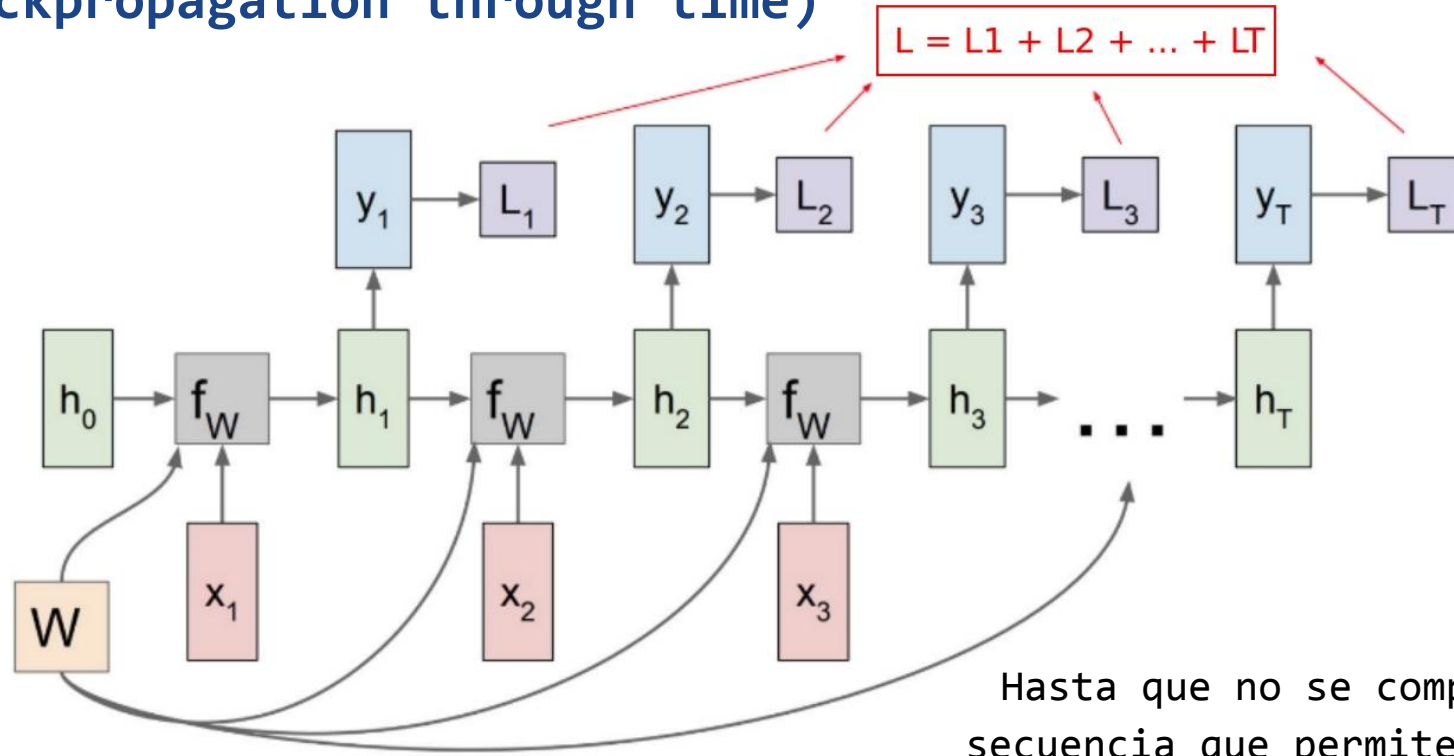 ckpropagation through time)
L = L1 + L2 + ... + LT
y1 L1 y2 L2 y3 L3 yT LT
h0 fW h1 fW h2 fW h3 ... hT
W x1 x2 x3
Hasta que no se comp
secuencia que permite